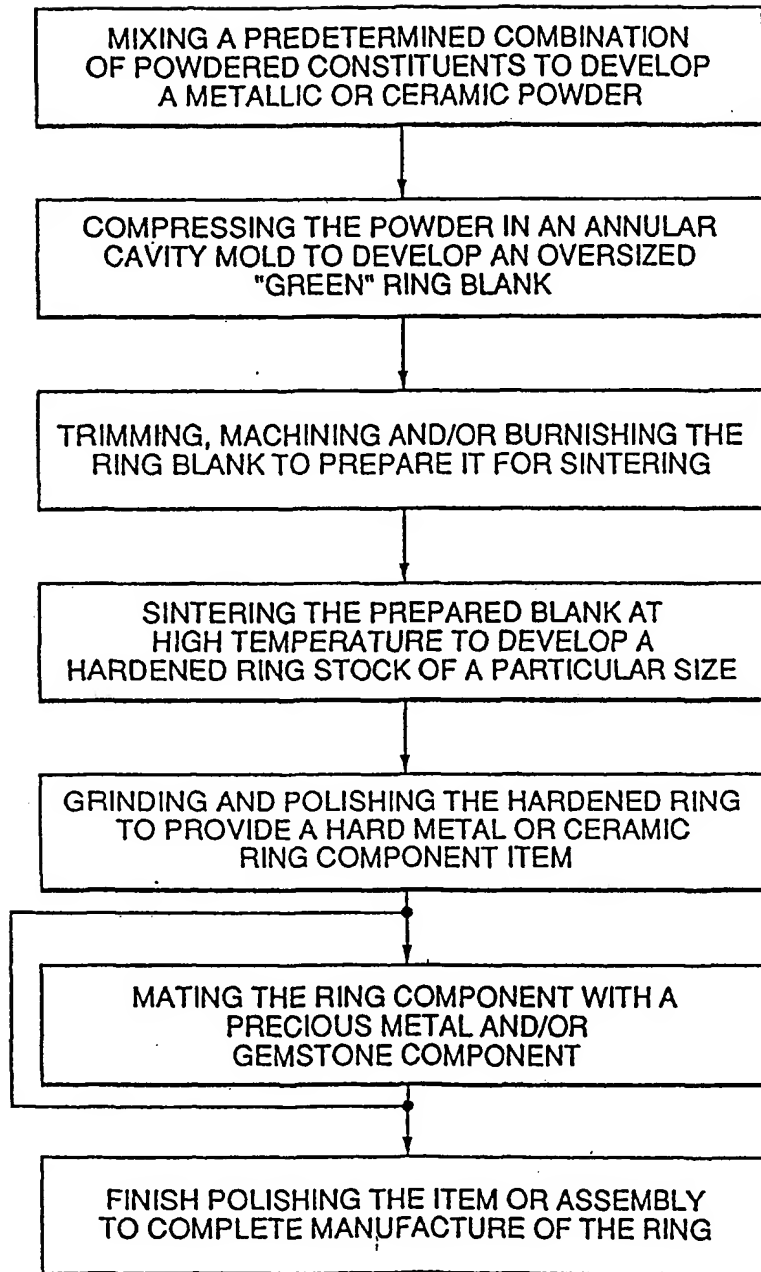 MIXING A PREDETERMINED COMBINATION
OF POWDERED CONSTITUENTS TO DEVELOP
A METALLIC OR CERAMIC POWDER
COMPRESSING THE POWDER IN AN ANNULAR
CAVITY MOLD TO DEVELOP AN OVERSIZED
"GREEN" RING BLANK
TRIMMING, MACHINING AND/OR BURNISHING THE
RING BLANK TO PREPARE IT FOR SINTERING
SINTERING THE PREPARED BLANK AT
HIGH TEMPERATURE TO DEVELOP A
HARDENED RING STOCK OF A PARTICULAR SIZE
GRINDING AND POLISHING THE HARDENED RING
TO PROVIDE A HARD METAL OR CERAMIC
RING COMPONENT ITEM
MATING THE RING COMPONENT WITH A
PRECIOUS METAL AND/OR
GEMSTONE COMPONENT
FINISH POLISHING THE ITEM OR ASSEMBLY
TO COMPLETE MANUFACTURE OF THE RING